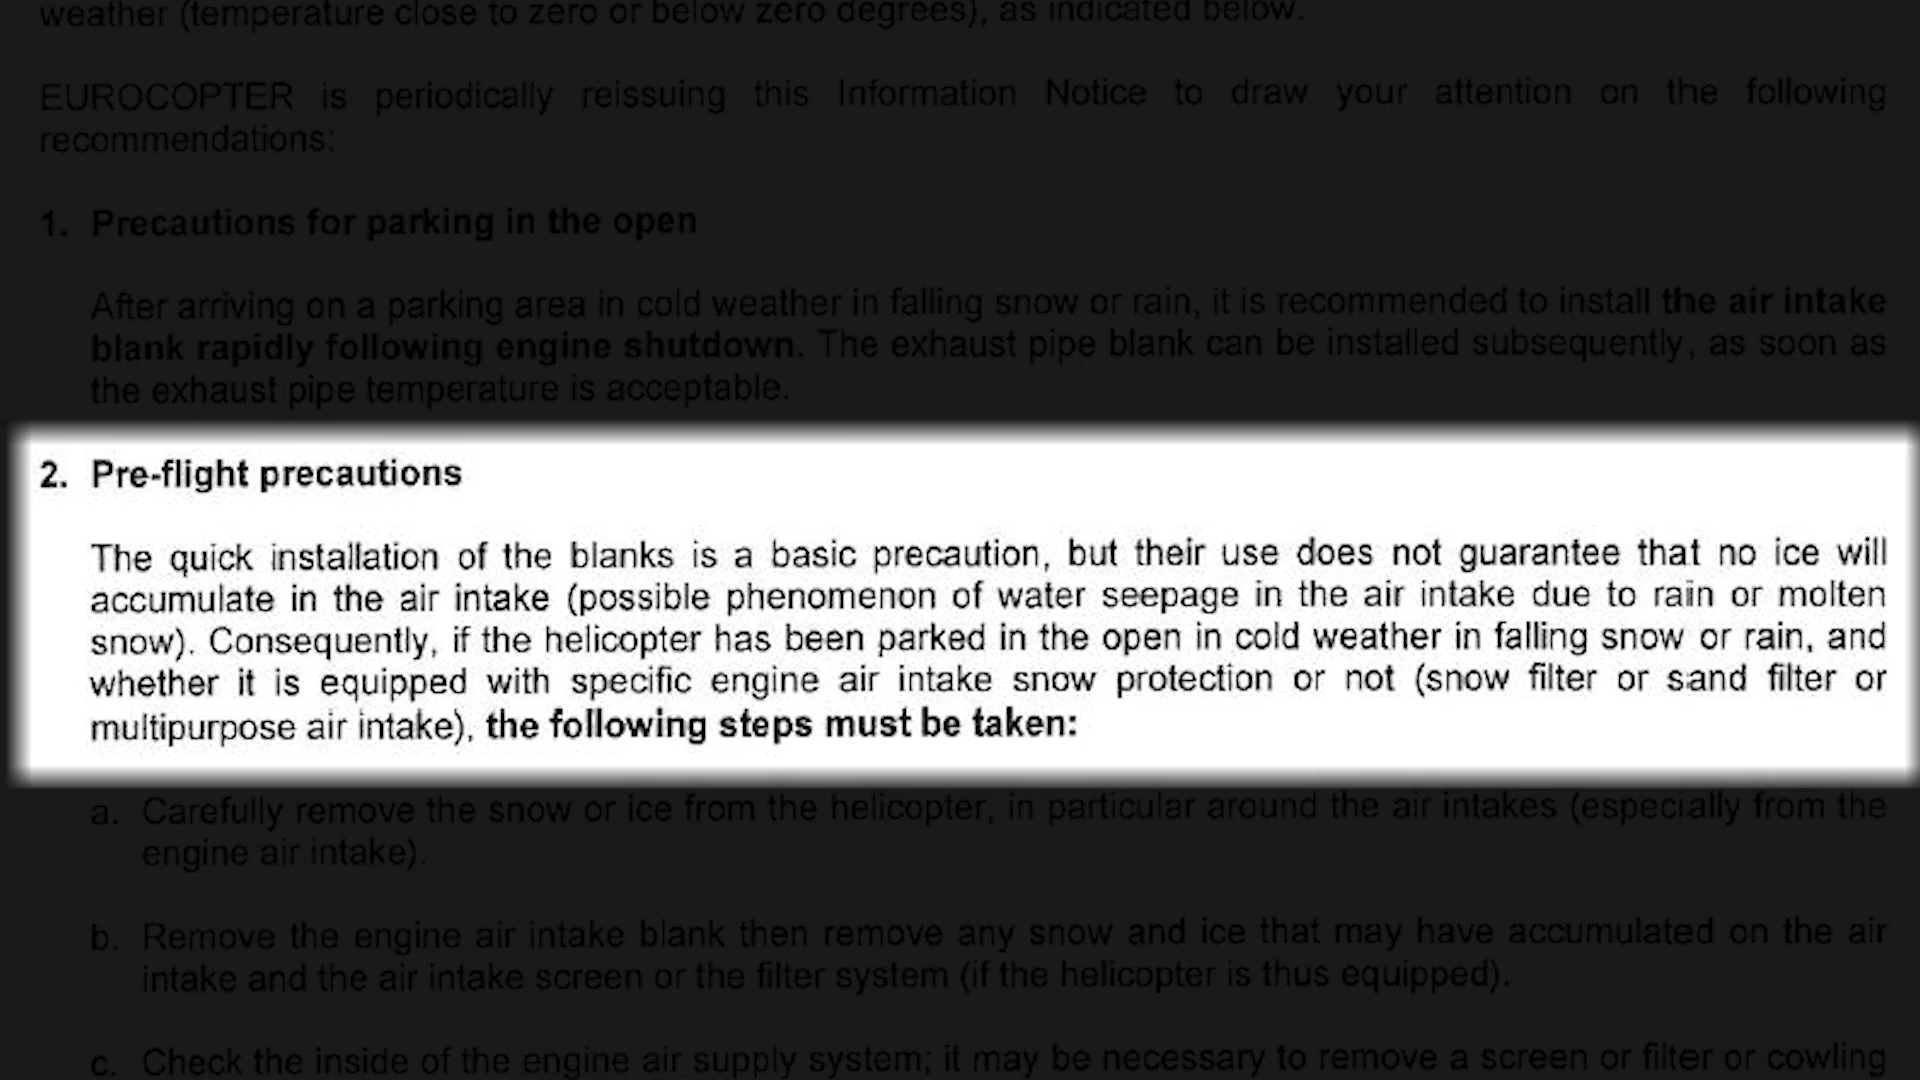 weather (temperature close to zero or below zero degrees), as indicated below.
EUROCOPTER is periodically reissuing this Information Notice to draw your attention on the following
recommendations:
1. Precautions for parking in the open
After arriving on a parking area in cold weather in falling snow or rain, it is recommended to install the air intake
blank rapidly following engine shutdown. The exhaust pipe blank can be installed subsequently, as soon as
the exhaust pipe temperature is acceptable.
2. Pre-flight precautions
The quick installation of the blanks is a basic precaution, but their use does not guarantee that no ice will
accumulate in the air intake (possible phenomenon of water seepage in the air intake due to rain or molten
snow). Consequently, if the helicopter has been parked in the open in cold weather in falling snow or rain, and
whether it is equipped with specific engine air intake snow protection or not (snow filter or sand filter or
multipurpose air intake), the following steps must be taken:
a. Carefully remove the snow or ice from the helicopter, in particular around the air intakes (especially from the
engine air intake).
b. Remove the engine air intake blank then remove any snow and ice that may have accumulated on the air
intake and the air intake screen or the filter system (if the helicopter is thus equipped).
c. Check the inside of the engine air supply system; it may be necessary to remove a screen or filter or cowling